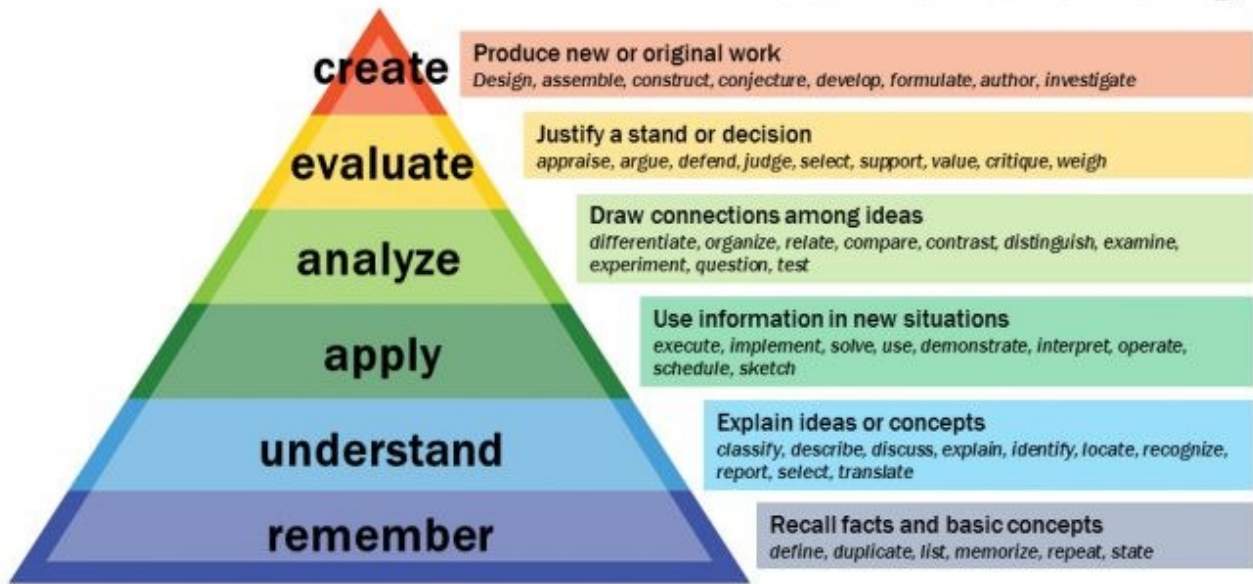 create
Produce new or original work
Design, assemble, construct, conjecture, develop, formulate, author, investigate
evaluate
Justify a stand or decision
appraise, argue, defend, judge, select, support, value, critique, weigh
analyze
Draw connections among ideas
differentiate, organize, relate, compare, contrast, distinguish, examine,
experiment, question, test
apply
Use information in new situations
execute, implement, solve, use, demonstrate, interpret, operate,
schedule, sketch
understand
Explain ideas or concepts
classify, describe, discuss, explain, identify, locate, recognize,
report, select, translate
remember
Recall facts and basic concepts
define, duplicate, list, memorize, repeat, state